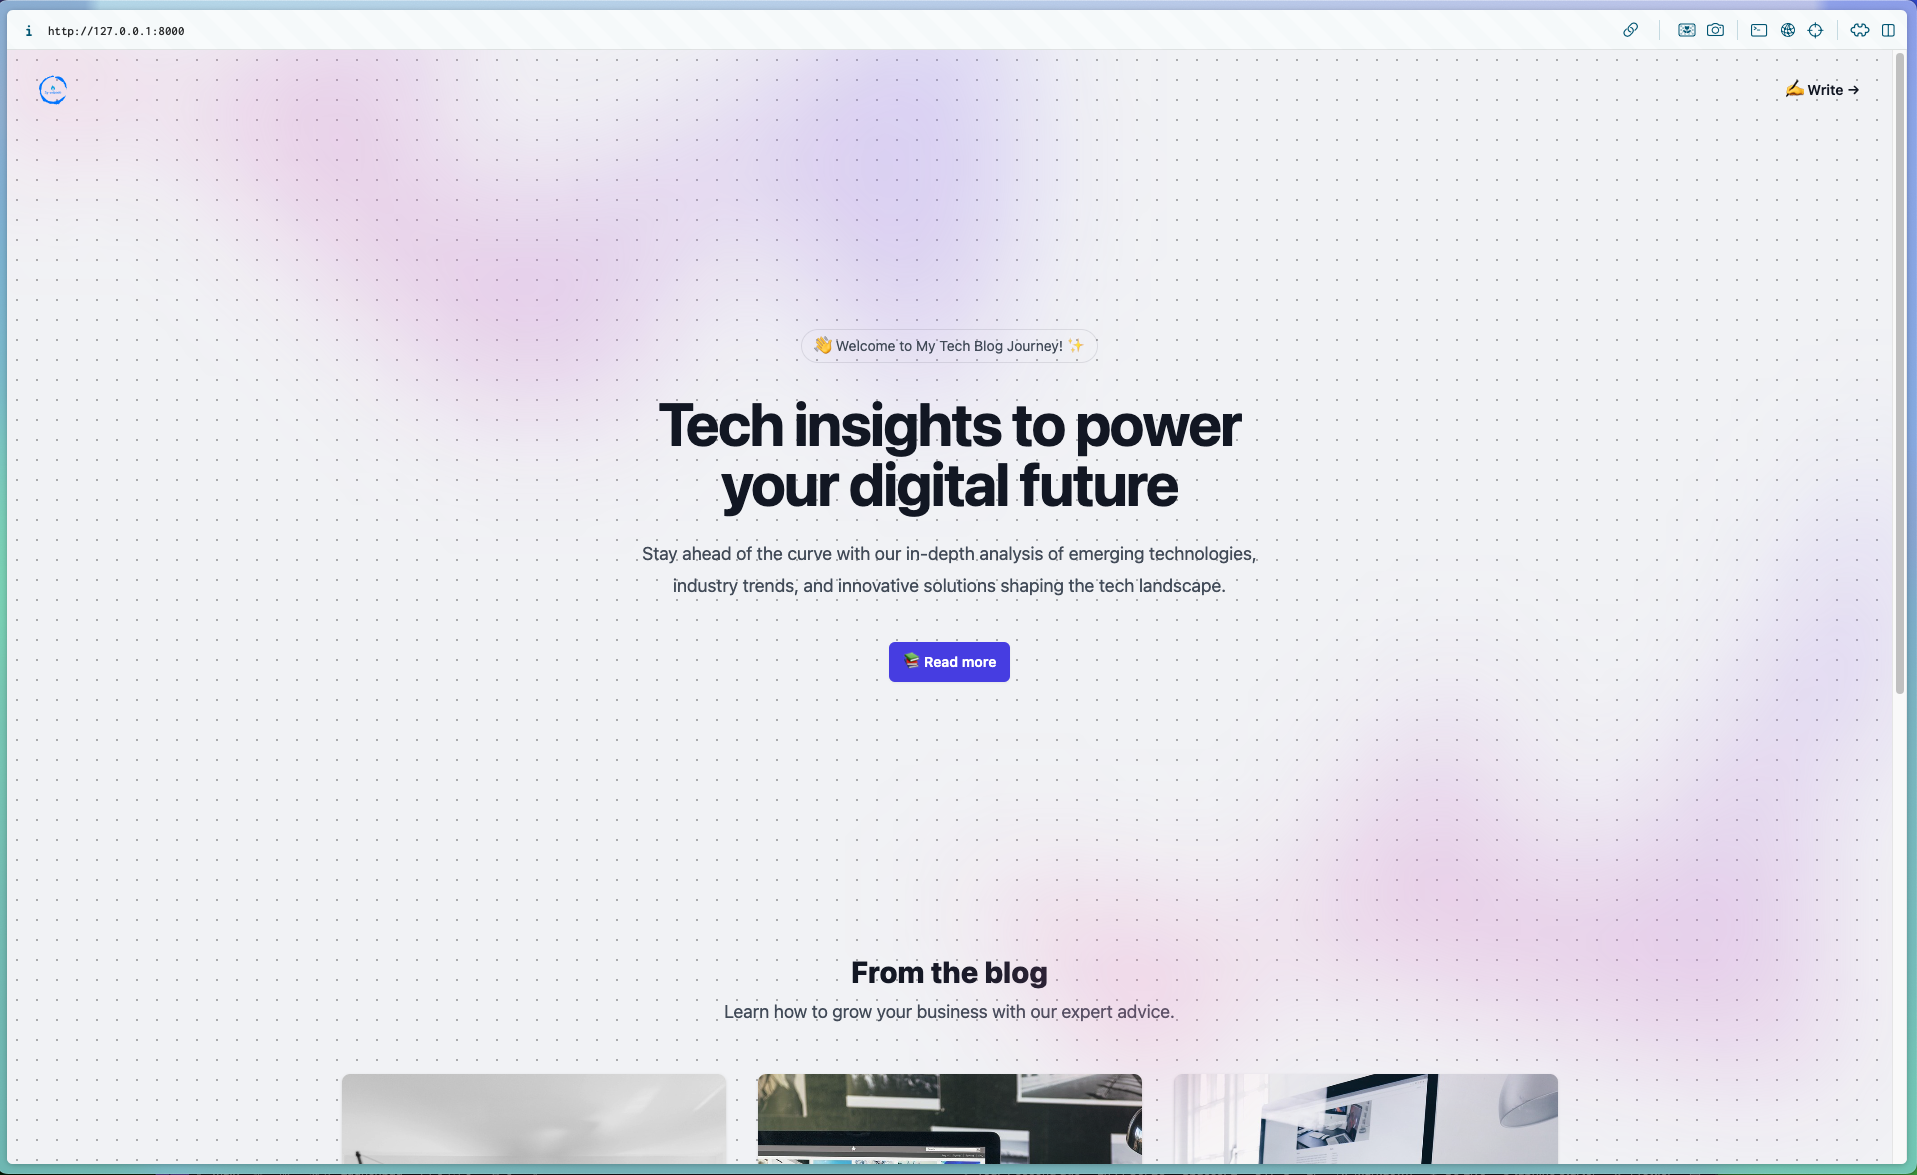 http://127.0.0.1:8000
✍️ Write →
👋 Welcome to My Tech Blog Journey! ✨
Tech insights to power
your digital future
Stay ahead of the curve with our in-depth analysis of emerging technologies,
industry trends, and innovative solutions shaping the tech landscape.
📚 Read more
From the blog
Learn how to grow your business with our expert advice.